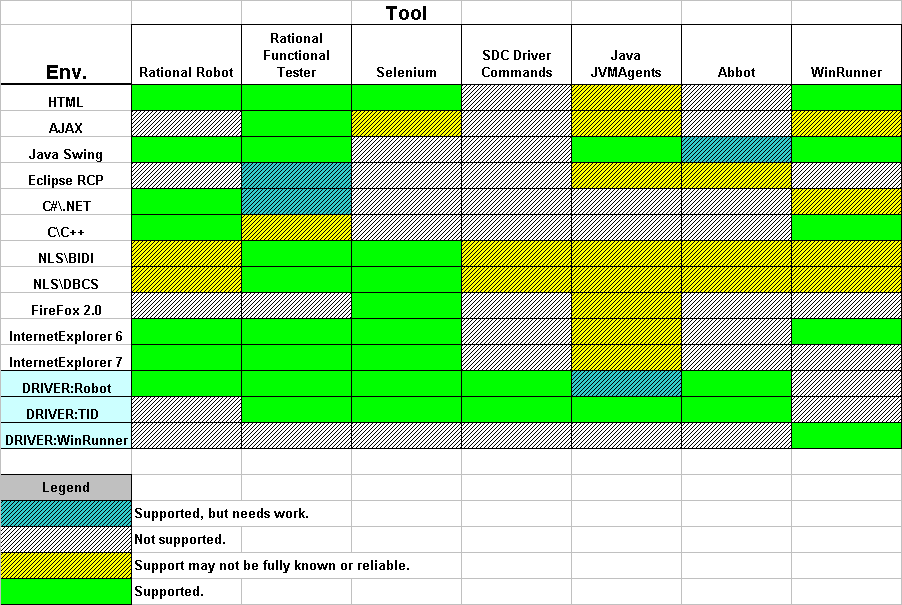 Tool
Env. Rational Robot Rational Functional Tester Selenium SDC Driver Commands Java JVMAgents Abbot WinRunner
HTML
AJAX
Java Swing
Eclipse RCP
C#\.NET
C\C++
NLS\BIDI
NLS\DBCS
FireFox 2.0
InternetExplorer 6
InternetExplorer 7
DRIVER:Robot
DRIVER:TID
DRIVER:WinRunner
Legend
Supported, but needs work.
Not supported.
Support may not be fully known or reliable.
Supported.